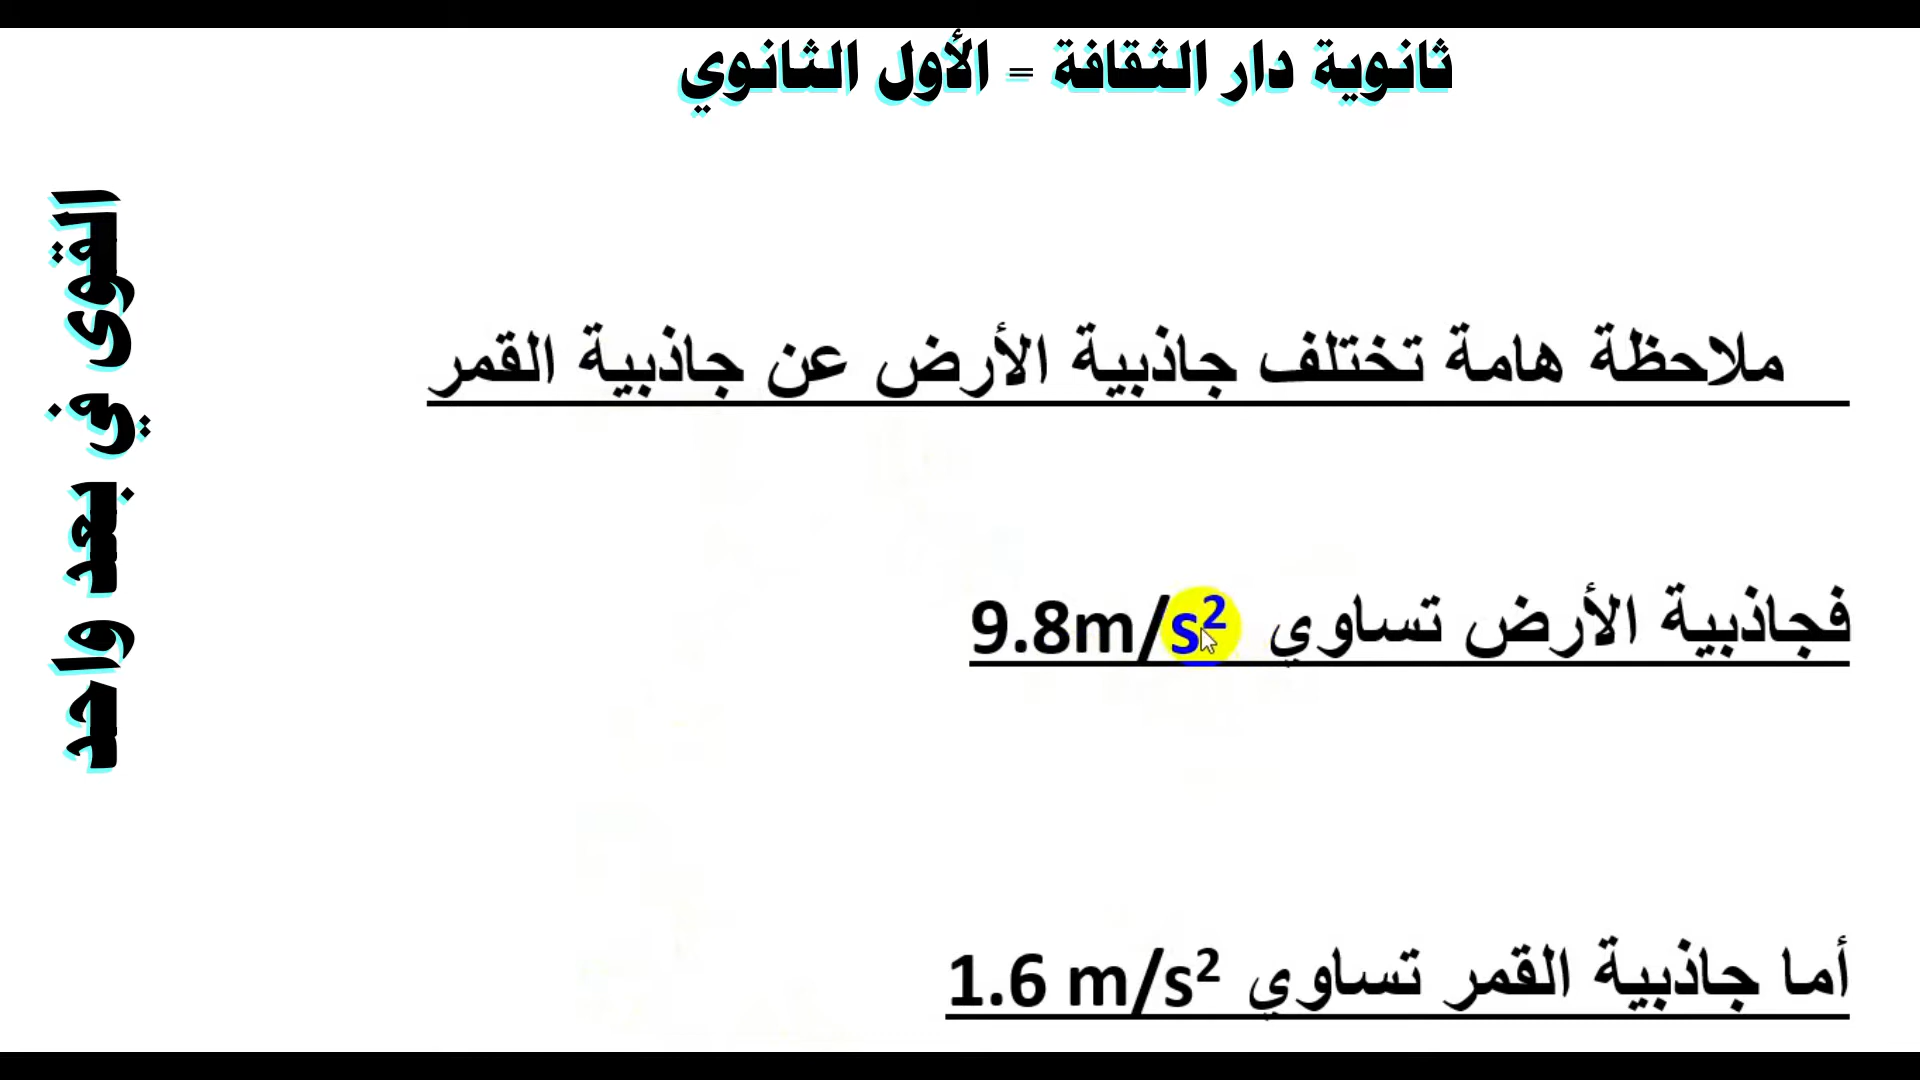 ثانوية دار الثقافة = الأول الثانوي
القوى في بعد واحد
ملاحظة هامة تختلف جاذبية الأرض عن جاذبية القمر
فجاذبية الأرض تساوي 9.8m/s²
أما جاذبية القمر تساوي 1.6 m/s²